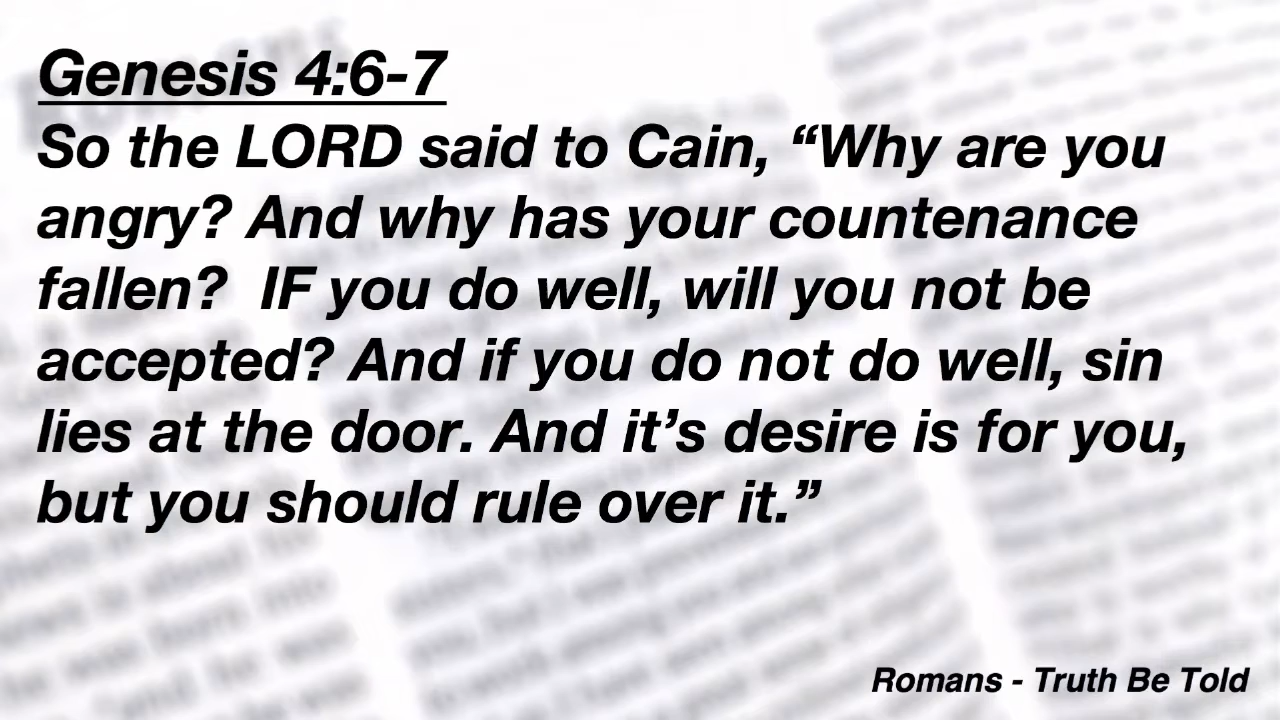 Genesis 4:6-7
So the LORD said to Cain, “Why are you
angry? And why has your countenance
fallen?  IF you do well, will you not be
accepted? And if you do not do well, sin
lies at the door. And it’s desire is for you,
but you should rule over it.”
Romans - Truth Be Told